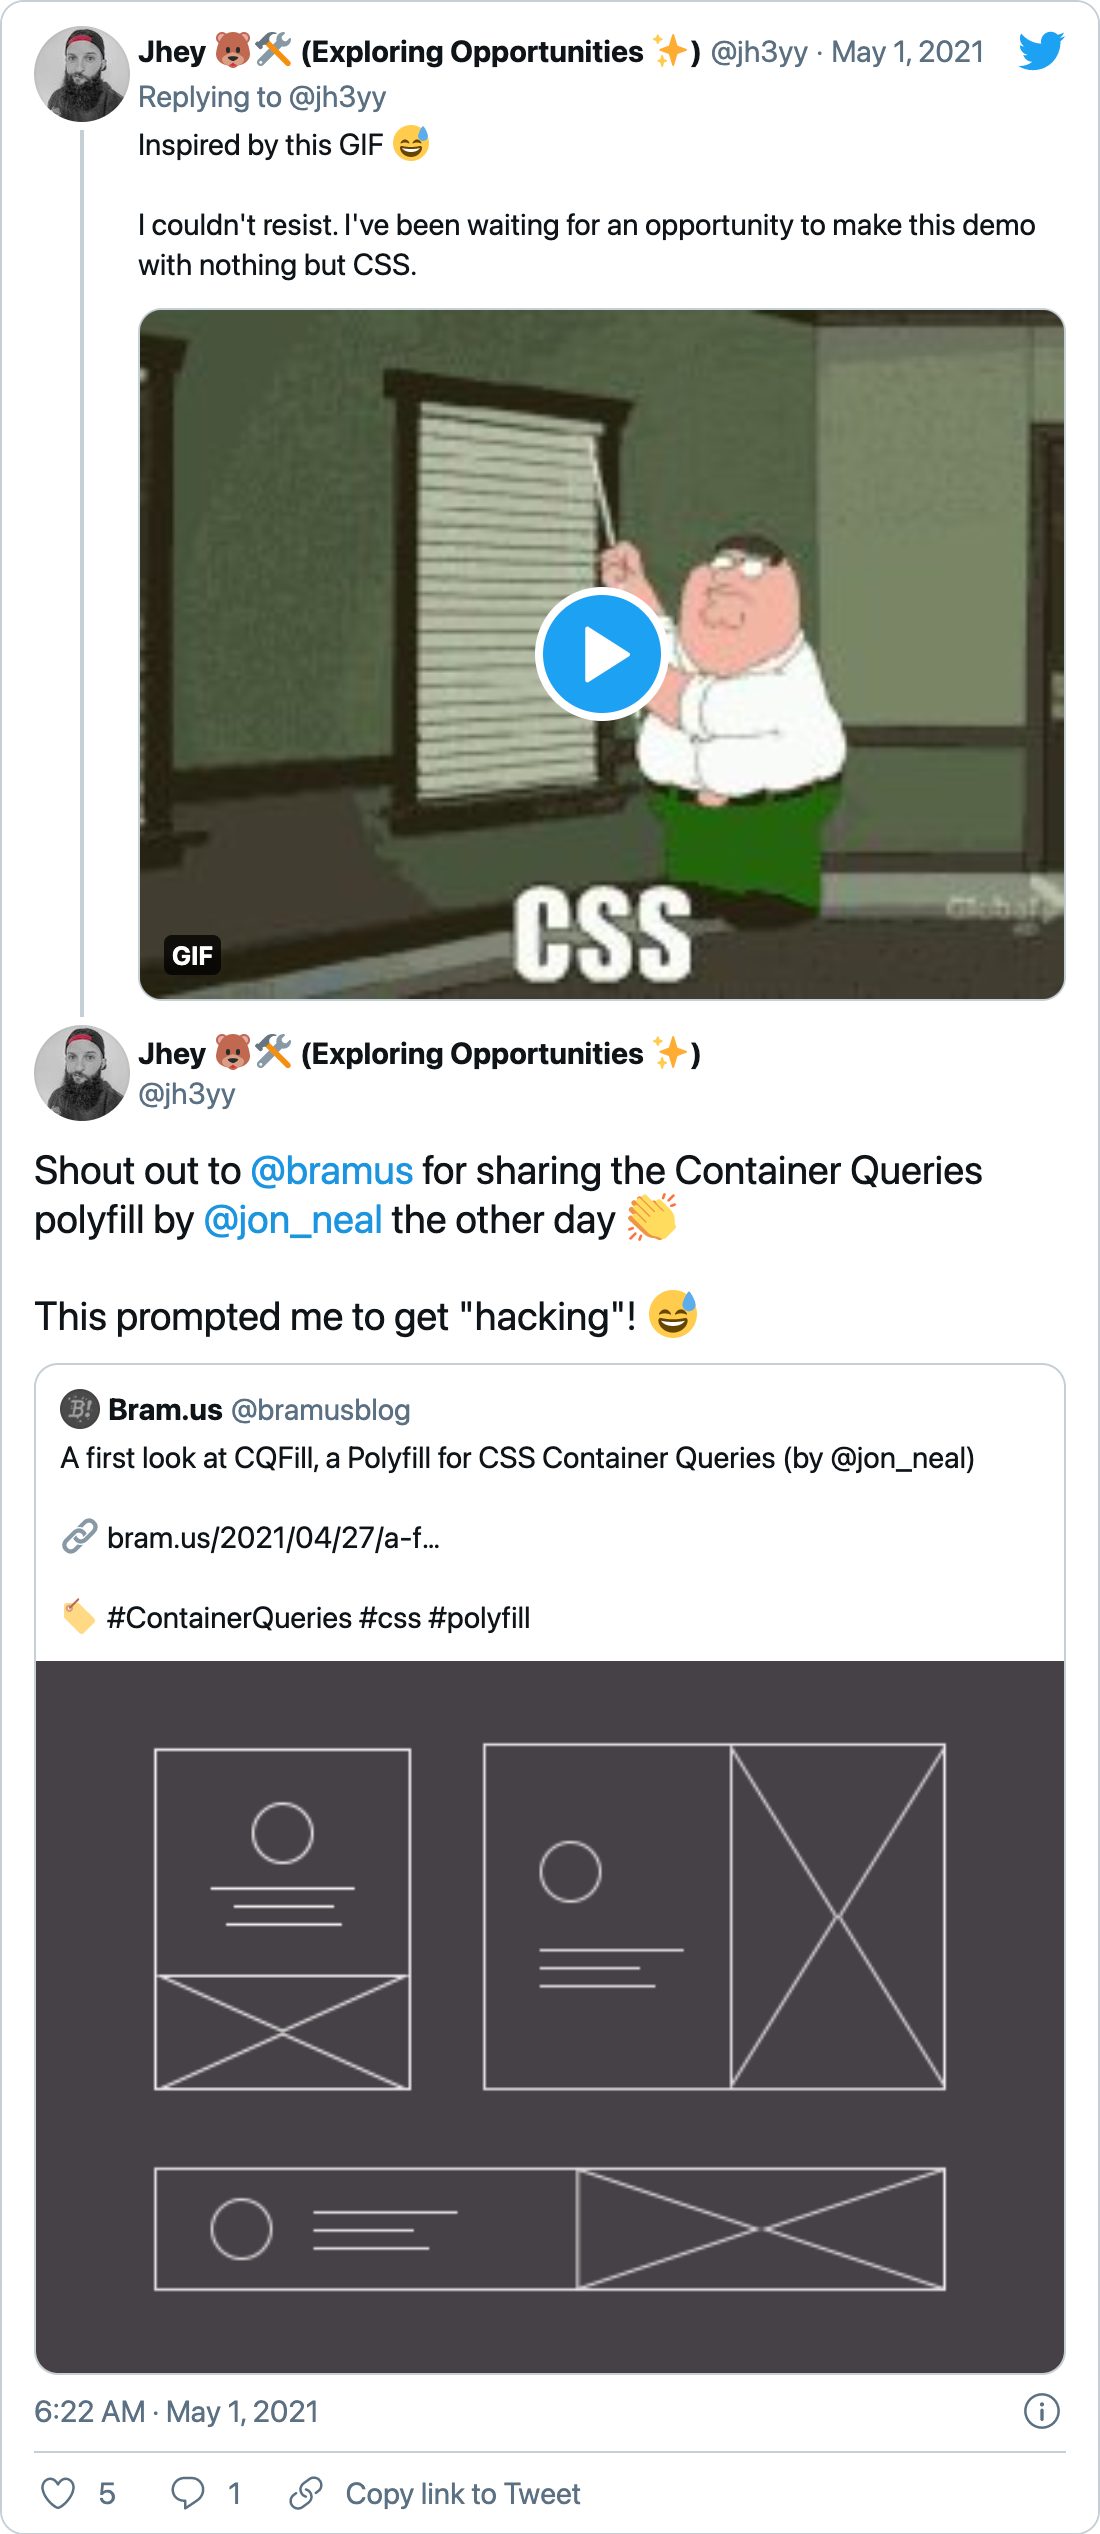 Jhey 🐻🛠 (Exploring Opportunities ✨) @jh3yy · May 1, 2021
Replying to @jh3yy
Inspired by this GIF 😅
I couldn't resist. I've been waiting for an opportunity to make this demo
with nothing but CSS.
Global
CSS
GIF
Jhey 🐻🛠 (Exploring Opportunities ✨)
@jh3yy
Shout out to @bramus for sharing the Container Queries
polyfill by @jon_neal the other day 👏
This prompted me to get "hacking"! 😅
B! Bram.us @bramusblog
A first look at CQFill, a Polyfill for CSS Container Queries (by @jon_neal)
🔗 bram.us/2021/04/27/a-f…
🏷 #ContainerQueries #css #polyfill
6:22 AM · May 1, 2021
5 1 Copy link to Tweet